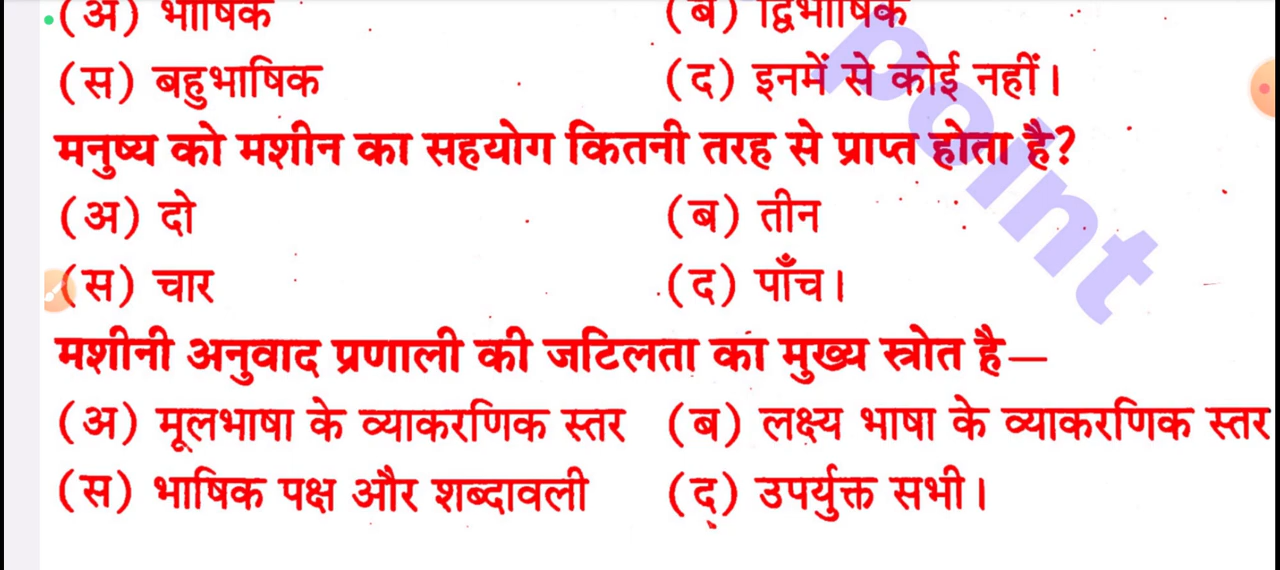 (अ) भाषिक (ब) द्विभाषिक
(स) बहुभाषिक (द) इनमें से कोई नहीं।
मनुष्य को मशीन का सहयोग कितनी तरह से प्राप्त होता है?
(अ) दो (ब) तीन
(स) चार (द) पाँच।
मशीनी अनुवाद प्रणाली की जटिलता का मुख्य स्त्रोत है—
(अ) मूलभाषा के व्याकरणिक स्तर (ब) लक्ष्य भाषा के व्याकरणिक स्तर
(स) भाषिक पक्ष और शब्दावली (द) उपर्युक्त सभी।
point